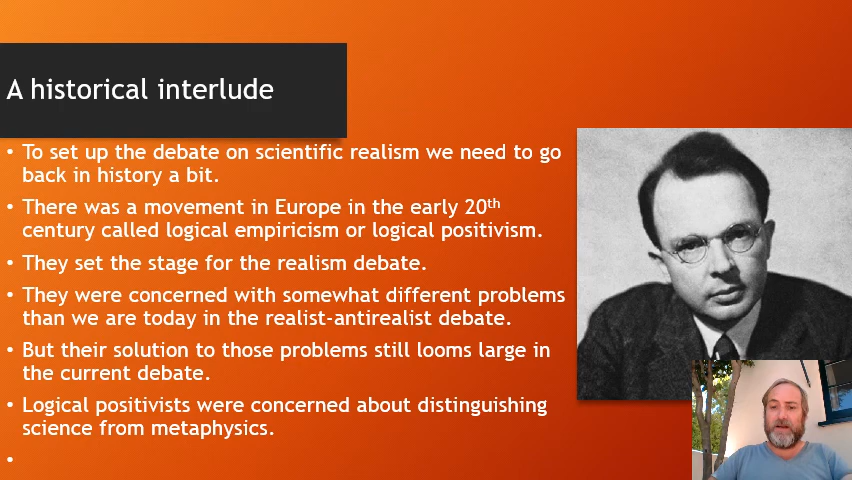 A historical interlude
• To set up the debate on scientific realism we need to go
back in history a bit.
• There was a movement in Europe in the early 20th
century called logical empiricism or logical positivism.
• They set the stage for the realism debate.
• They were concerned with somewhat different problems
than we are today in the realist-antirealist debate.
• But their solution to those problems still looms large in
the current debate.
• Logical positivists were concerned about distinguishing
science from metaphysics.
•